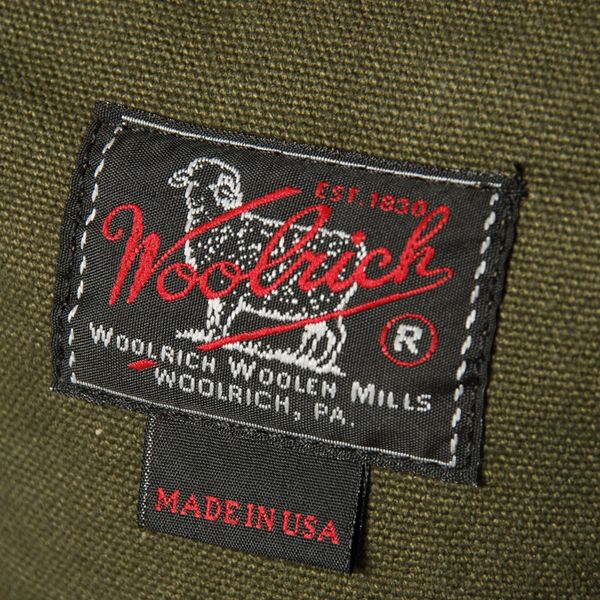 EST. 1830
Woolrich
®
WOOLRICH WOOLEN MILLS
WOOLRICH, PA.
MADE IN USA